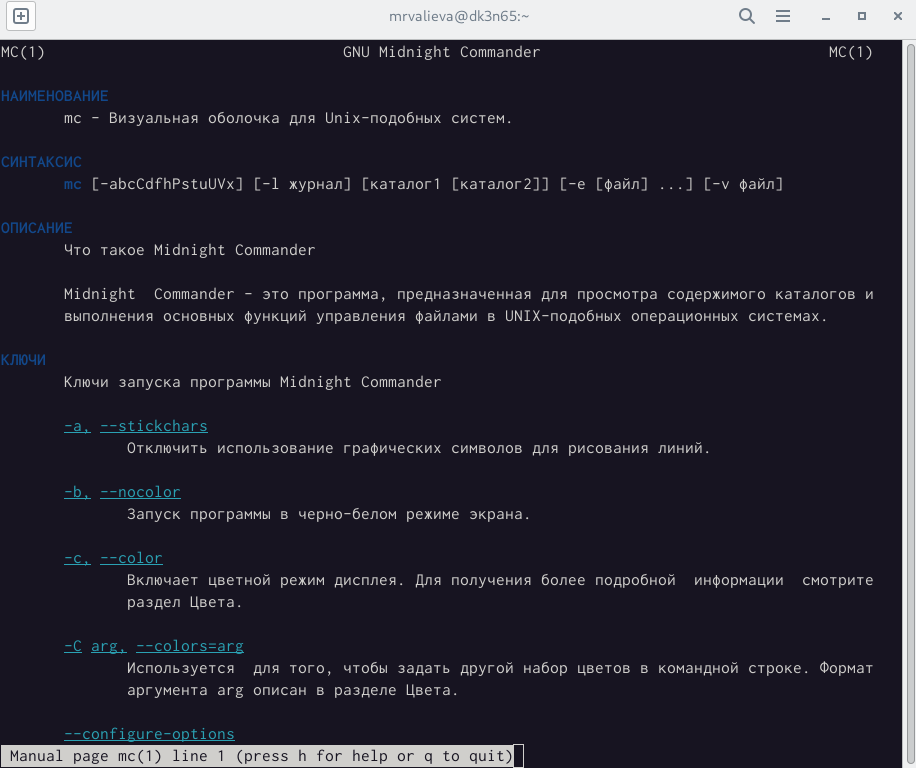 mrvalieva@dk3n65:~
MC(1) GNU Midnight Commander MC(1)
НАИМЕНОВАНИЕ
mc - Визуальная оболочка для Unix-подобных систем.
СИНТАКСИС
mc [-abcCdfhPstuUVx] [-l журнал] [каталог1 [каталог2]] [-e [файл] ...] [-v файл]
ОПИСАНИЕ
Что такое Midnight Commander
Midnight  Commander - это программа, предназначенная для просмотра содержимого каталогов и
выполнения основных функций управления файлами в UNIX-подобных операционных системах.
КЛЮЧИ
Ключи запуска программы Midnight Commander
-a, --stickchars
Отключить использование графических символов для рисования линий.
-b, --nocolor
Запуск программы в черно-белом режиме экрана.
-c, --color
Включает цветной режим дисплея. Для получения более подробной  информации  смотрите
раздел Цвета.
-C arg, --colors=arg
Используется  для того, чтобы задать другой набор цветов в командной строке. Формат
аргумента arg описан в разделе Цвета.
--configure-options
Manual page mc(1) line 1 (press h for help or q to quit)